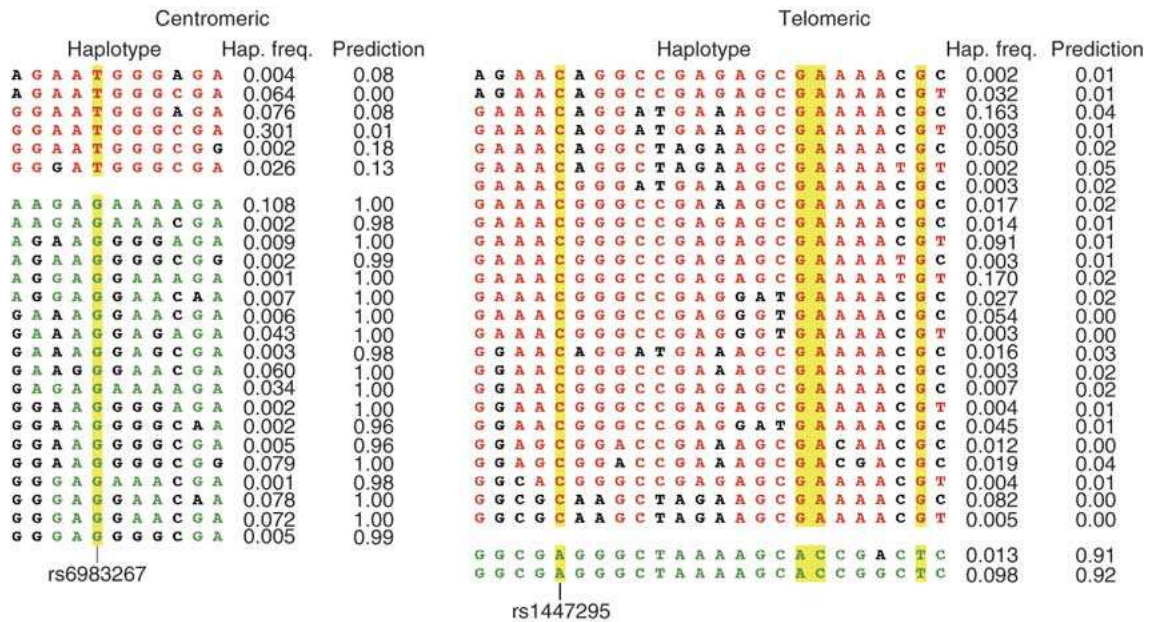 Centromeric
Haplotype Hap. freq. Prediction
A G A A T G G G A G A 0.004 0.08
A G A A T G G G C G A 0.064 0.00
G G A A T G G G A G A 0.076 0.08
G G A A T G G G C G A 0.301 0.01
G G A A T G G G C G G 0.002 0.18
G G G A T G G G C G A 0.026 0.13
A A G A G A A A A G A 0.108 1.00
A A G A G A A A C G A 0.002 0.98
A G A A G G G G A G A 0.009 1.00
A G A A G G G G C G G 0.002 0.99
A G G A G G A A A G A 0.001 1.00
A G G A G G A A C A A 0.007 1.00
G A A A G G A A C G A 0.006 1.00
G A A A G G A G A G A 0.043 1.00
G A A A G G A G C G A 0.003 0.98
G A A G G G A A C G A 0.060 1.00
G A G A G A A A A G A 0.034 1.00
G G A A G G G G A G A 0.002 1.00
G G A A G G G G C A A 0.002 0.96
G G A A G G G G C G A 0.005 0.96
G G A A G G G G C G G 0.079 1.00
G G G A G A A A C G A 0.001 0.98
G G G A G G A A C A A 0.078 1.00
G G G A G G A A C G A 0.072 1.00
G G G A G G G G C G A 0.005 0.99
rs6983267
Telomeric
Haplotype Hap. freq. Prediction
A G A A C A G G C C G A G A G C G A A A A C G C 0.002 0.01
A G A A C A G G C C G A G A G C G A A A A C G T 0.032 0.01
G A A A C A G G A T G A A A G C G A A A A C G C 0.163 0.04
G A A A C A G G A T G A A A G C G A A A A C G T 0.003 0.01
G A A A C A G G C T A G A A G C G A A A A C G C 0.050 0.02
G A A A C A G G C T A G A A G C G A A A A T G T 0.002 0.05
G A A A C G G G A T G A A A G C G A A A A C G C 0.003 0.02
G A A A C G G G C C G A A A G C G A A A A C G C 0.017 0.02
G A A A C G G G C C G A G A G C G A A A A C G C 0.014 0.01
G A A A C G G G C C G A G A G C G A A A A C G T 0.091 0.01
G A A A C G G G C C G A G A G C G A A A A T G C 0.003 0.01
G A A A C G G G C C G A G A G C G A A A A T G T 0.170 0.02
G A A A C G G G C C G A G G A T G A A A A C G C 0.027 0.02
G A A A C G G G C C G A G G G T G A A A A C G C 0.054 0.00
G A A A C G G G C C G A G G G T G A A A A C G T 0.003 0.00
G G A A C A G G A T G A A A G C G A A A A C G C 0.016 0.03
G G A A C G G G C C G A A A G C G A A A A C G C 0.003 0.02
G G A A C G G G C C G A G A G C G A A A A C G C 0.007 0.02
G G A A C G G G C C G A G A G C G A A A A C G T 0.004 0.01
G G A A C G G G C C G A G G A T G A A A A C G C 0.045 0.01
G G A G C G G A C C G A A A G C G A C A A C G C 0.012 0.00
G G A G C G G A C C G A A A G C G A C G A C G C 0.019 0.04
G G C A C G G G C C G A G A G C G A A A A C G T 0.004 0.01
G G C G C A A G C T A G A A G C G A A A A C G C 0.082 0.00
G G C G C A A G C T A G A A G C G A A A A C G T 0.005 0.00
G G C G A G G G C T A A A A G C A C C G A C T C 0.013 0.91
G G C G A G G G C T A A A A G C A C C G G C T C 0.098 0.92
rs1447295